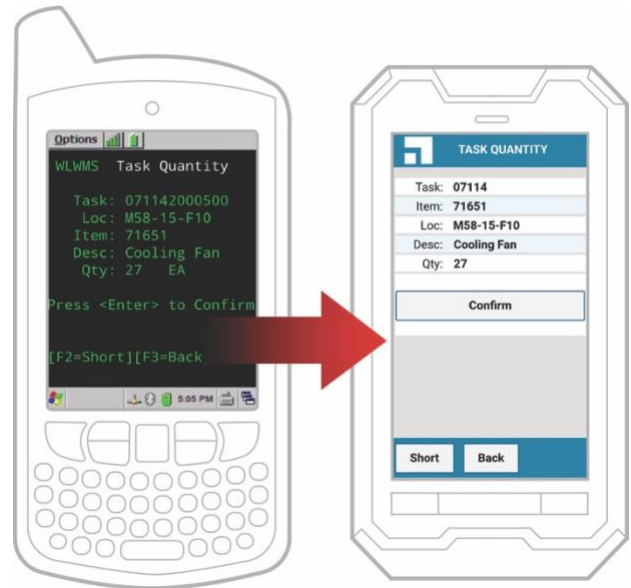 Options
WLWMS Task Quantity
Task: 071142000500
Loc: M58-15-F10
Item: 71651
Desc: Cooling Fan
Qty: 27 EA
Press <Enter> to Confirm
[F2=Short][F3=Back
5:05 PM
TASK QUANTITY
Task: 07114
Item: 71651
Loc: M58-15-F10
Desc: Cooling Fan
Qty: 27
Confirm
Short Back